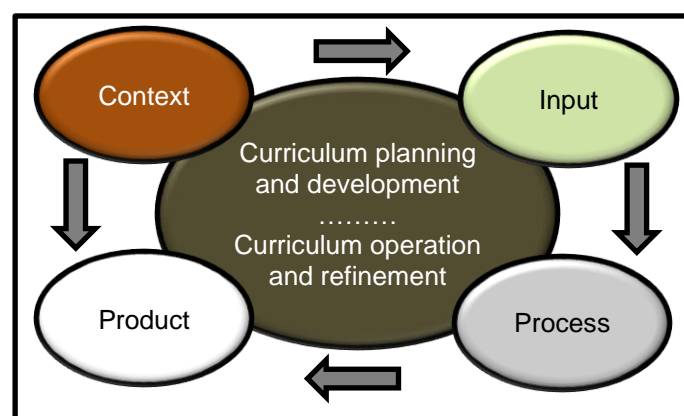 Context
Input
Curriculum planning
and development
………
Curriculum operation
and refinement
Product
Process